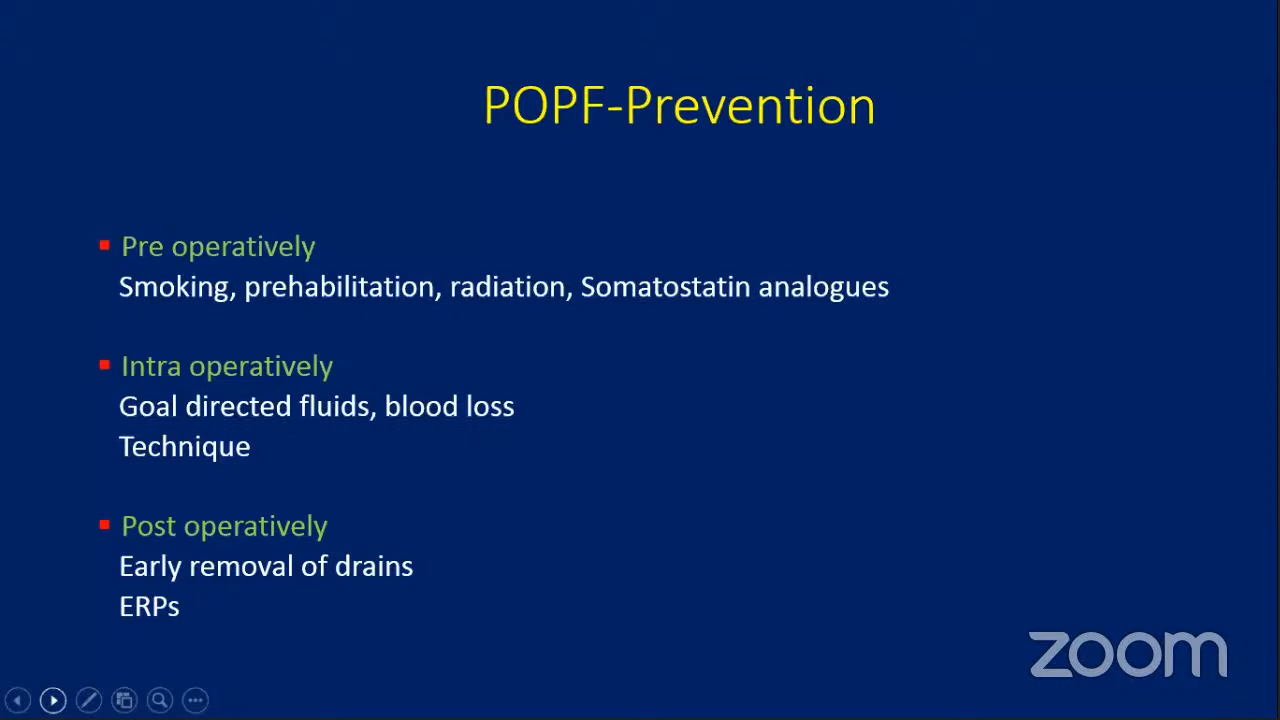 POPF-Prevention
Pre operatively
Smoking, prehabilitation, radiation, Somatostatin analogues
Intra operatively
Goal directed fluids, blood loss
Technique
Post operatively
Early removal of drains
ERPs
zoom